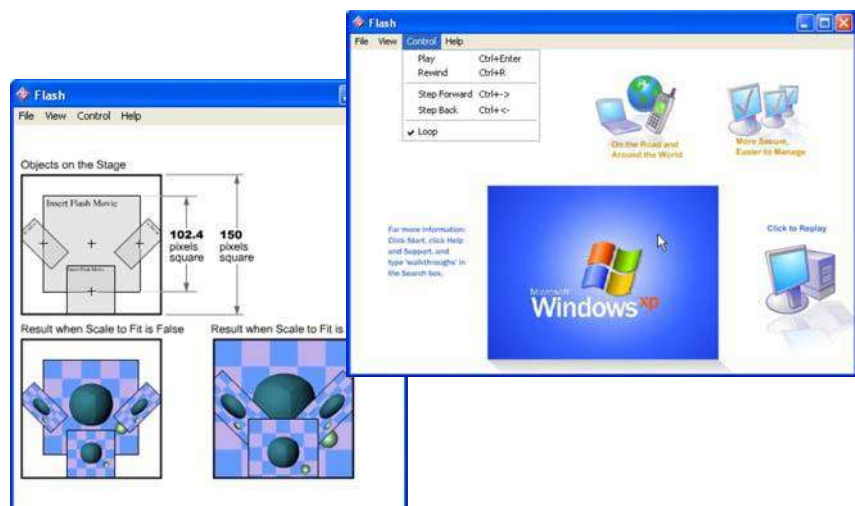 Flash
File View Control Help
Play Ctrl+Enter
Rewind Ctrl+R
Step Forward Ctrl+->
Step Back Ctrl+<-
Loop
On the Road and
Around the World
More Secure,
Easier to Manage
For more information:
Click Start, click Help
and Support, and
type 'walkthroughs' in
the Search box.
Microsoft
Windows xp
Click to Replay
Flash
File View Control Help
Objects on the Stage
Insert Flash Movie
102.4
pixels
square
150
pixels
square
Insert Flash Movie
Result when Scale to Fit is False
Result when Scale to Fit is